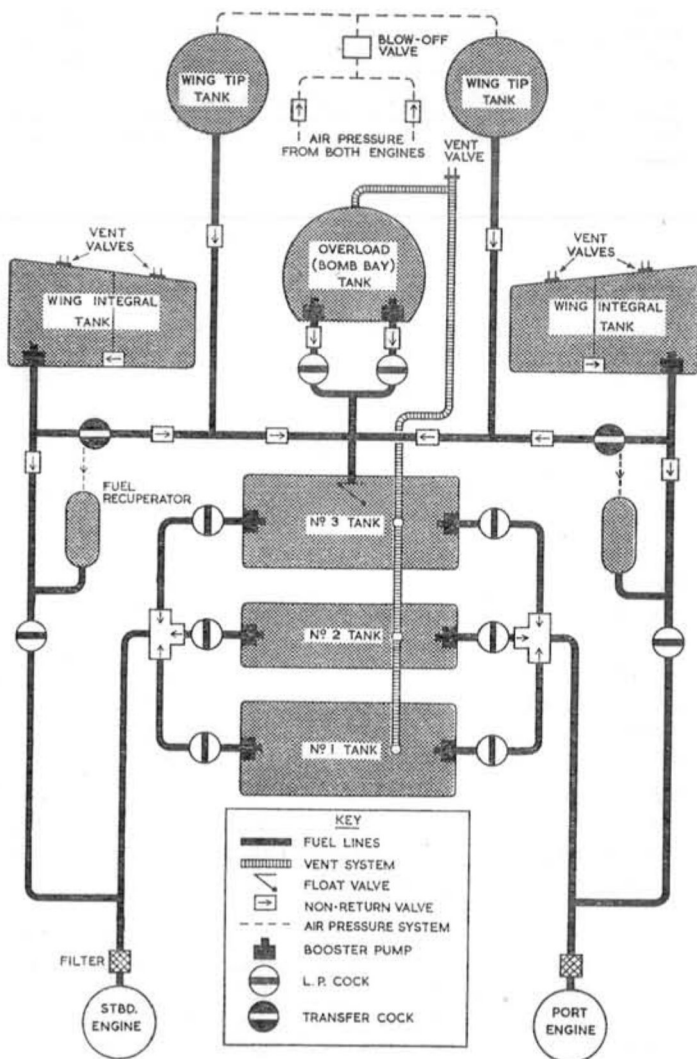 BLOW-OFF
VALVE
WING TIP
TANK
WING TIP
TANK
AIR PRESSURE
FROM BOTH ENGINES
VENT
VALVE
VENT
VALVES
OVERLOAD
(BOMB BAY)
TANK
VENT
VALVES
WING INTEGRAL
TANK
WING INTEGRAL
TANK
FUEL
RECUPERATOR
Nº 3 TANK
Nº 2 TANK
Nº 1 TANK
KEY
FUEL LINES
VENT SYSTEM
FLOAT VALVE
NON-RETURN VALVE
AIR PRESSURE SYSTEM
BOOSTER PUMP
L.P. COCK
TRANSFER COCK
FILTER
STBD.
ENGINE
PORT
ENGINE